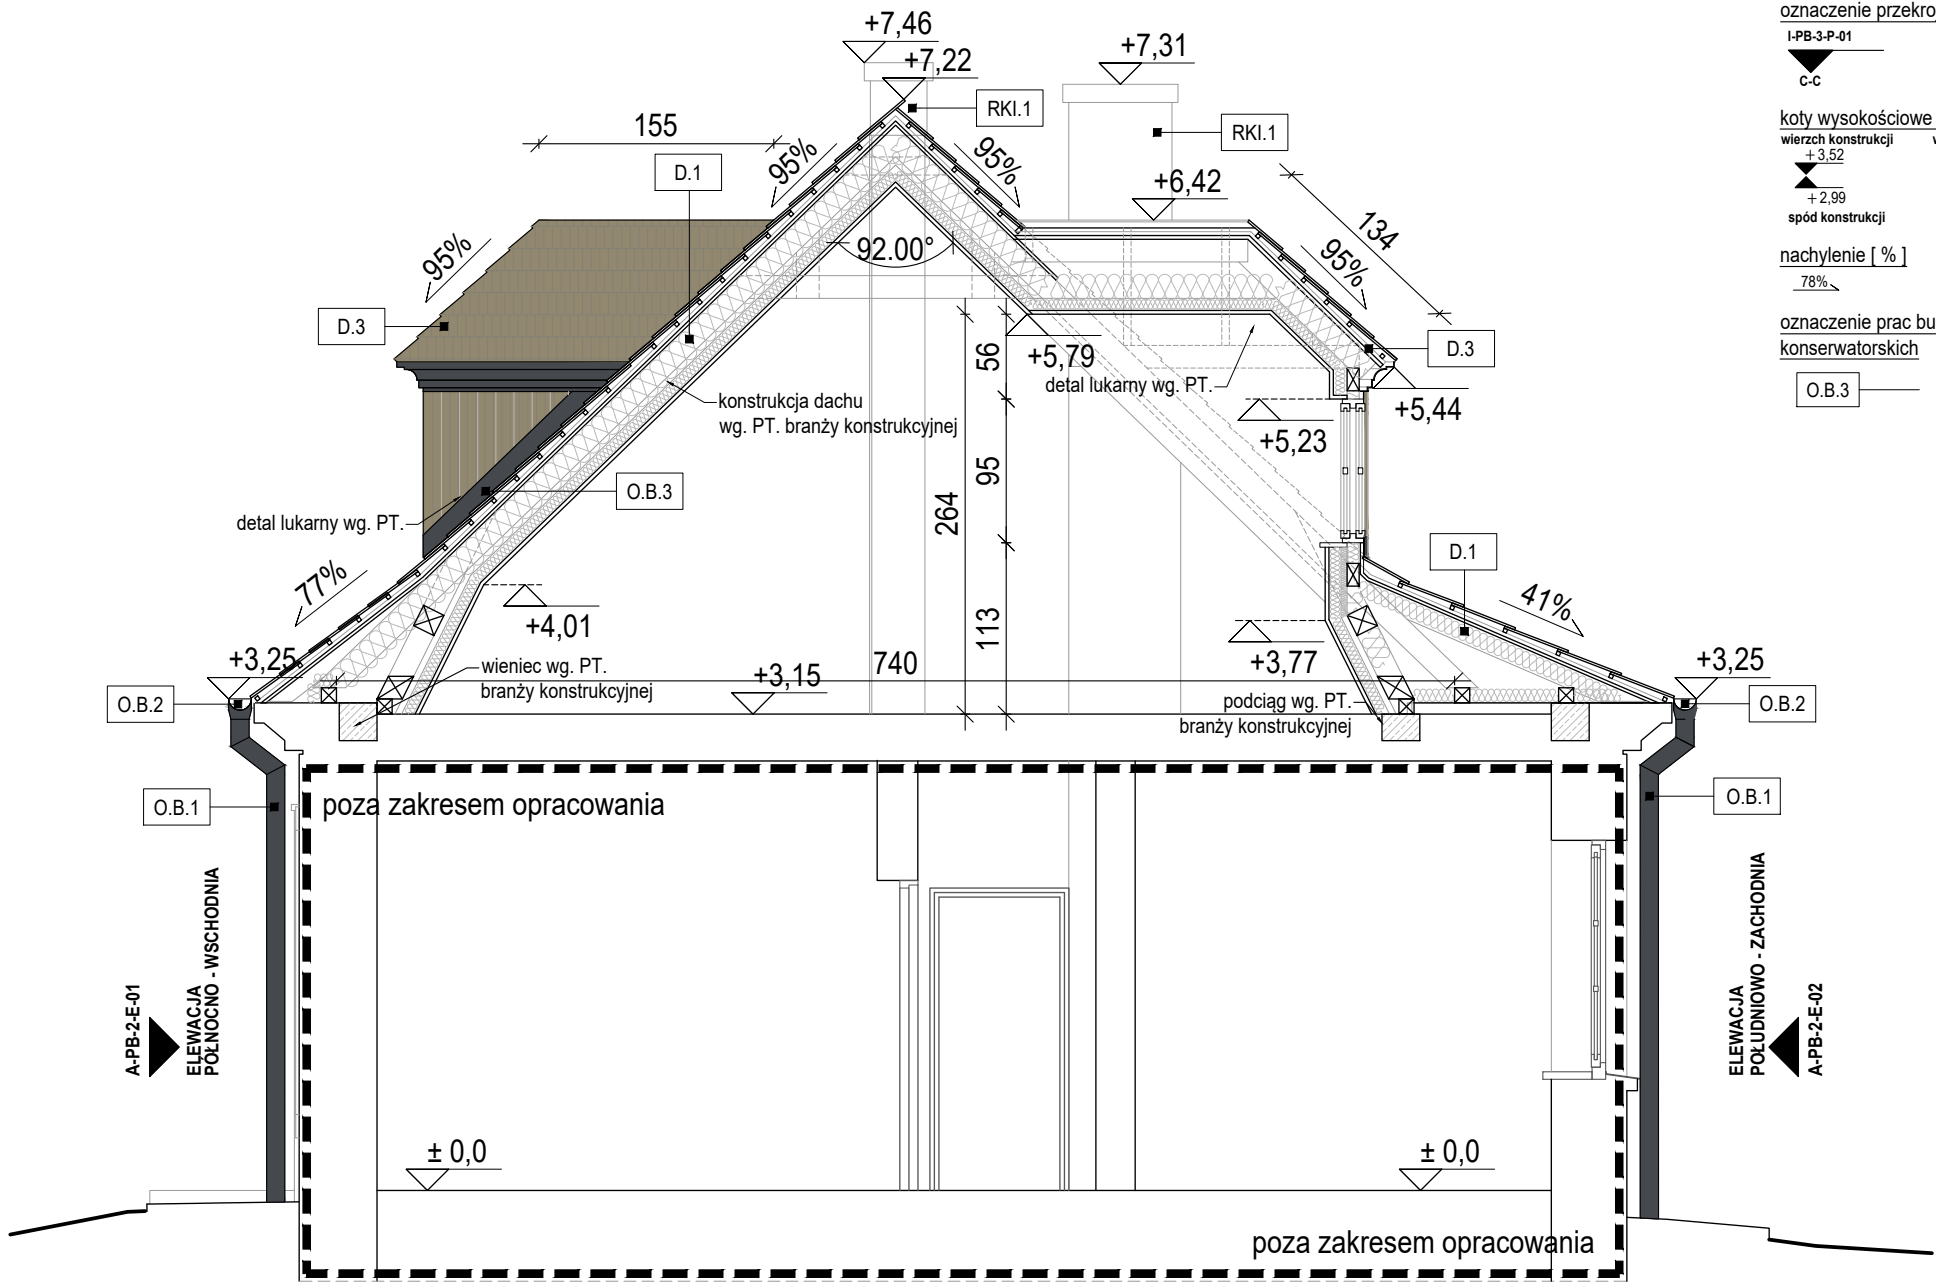 oznaczenie przekro
I-PB-3-P-01
C-C
koty wysokościowe
wierzch konstrukcji
+3,52
+2,99
spód konstrukcji
nachylenie [ % ]
78%
oznaczenie prac bu
konserwatorskich
O.B.3
+7,46
+7,22
+7,31
RKI.1
RKI.1
155
D.1
95%
95%
+6,42
134
95%
95%
92.00°
D.3
D.3
+5,79
56
detal lukarny wg. PT.
+5,44
+5,23
konstrukcja dachu
wg. PT. branży konstrukcyjnej
95
264
O.B.3
detal lukarny wg. PT.
77%
D.1
41%
+4,01
113
+3,77
+3,25
wieniec wg. PT.
branży konstrukcyjnej
740
+3,15
podciąg wg. PT.
branży konstrukcyjnej
+3,25
O.B.2
O.B.2
O.B.1
O.B.1
poza zakresem opracowania
A-PB-2-E-01
ELEWACJA
PÓŁNOCNO - WSCHODNIA
ELEWACJA
POŁUDNIOWO - ZACHODNIA
A-PB-2-E-02
± 0,0
± 0,0
poza zakresem opracowania